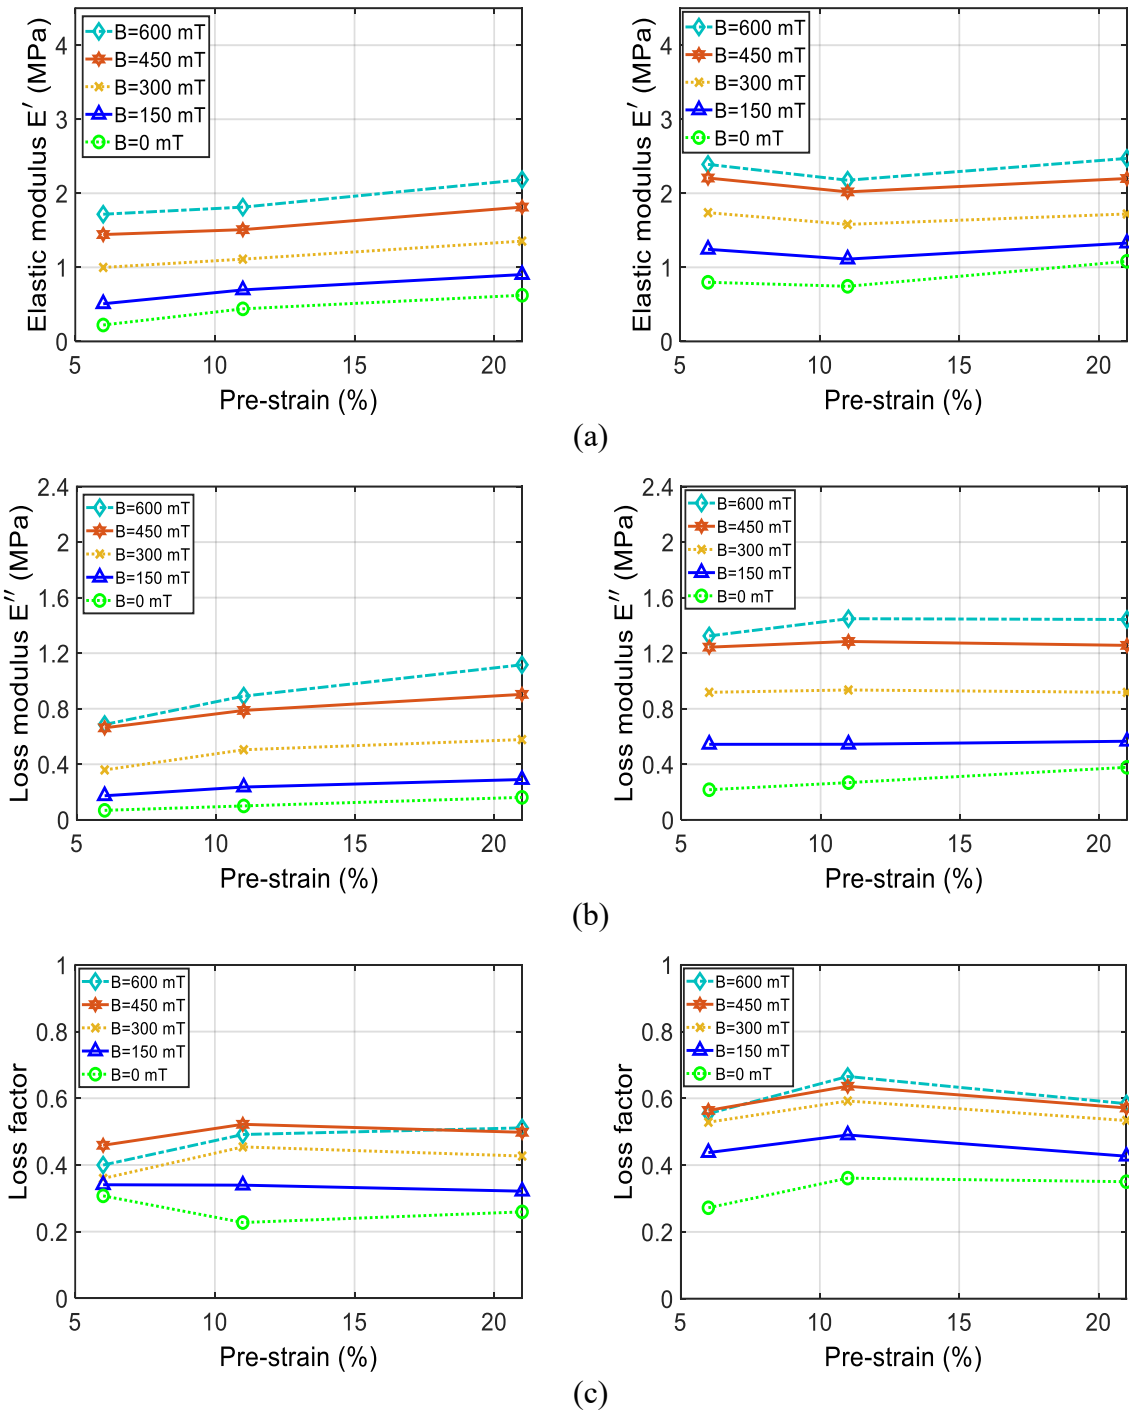 Elastic modulus E′ (MPa)
4
3
2
1
0
B=600 mT
B=450 mT
B=300 mT
B=150 mT
B=0 mT
5 10 15 20
Pre-strain (%)
Elastic modulus E′ (MPa)
4
3
2
1
0
B=600 mT
B=450 mT
B=300 mT
B=150 mT
B=0 mT
5 10 15 20
Pre-strain (%)
(a)
Loss modulus E″ (MPa)
2.4
2
1.6
1.2
0.8
0.4
0
B=600 mT
B=450 mT
B=300 mT
B=150 mT
B=0 mT
5 10 15 20
Pre-strain (%)
Loss modulus E″ (MPa)
2.4
2
1.6
1.2
0.8
0.4
0
B=600 mT
B=450 mT
B=300 mT
B=150 mT
B=0 mT
5 10 15 20
Pre-strain (%)
(b)
Loss factor
1
0.8
0.6
0.4
0.2
0
B=600 mT
B=450 mT
B=300 mT
B=150 mT
B=0 mT
5 10 15 20
Pre-strain (%)
Loss factor
1
0.8
0.6
0.4
0.2
0
B=600 mT
B=450 mT
B=300 mT
B=150 mT
B=0 mT
5 10 15 20
Pre-strain (%)
(c)